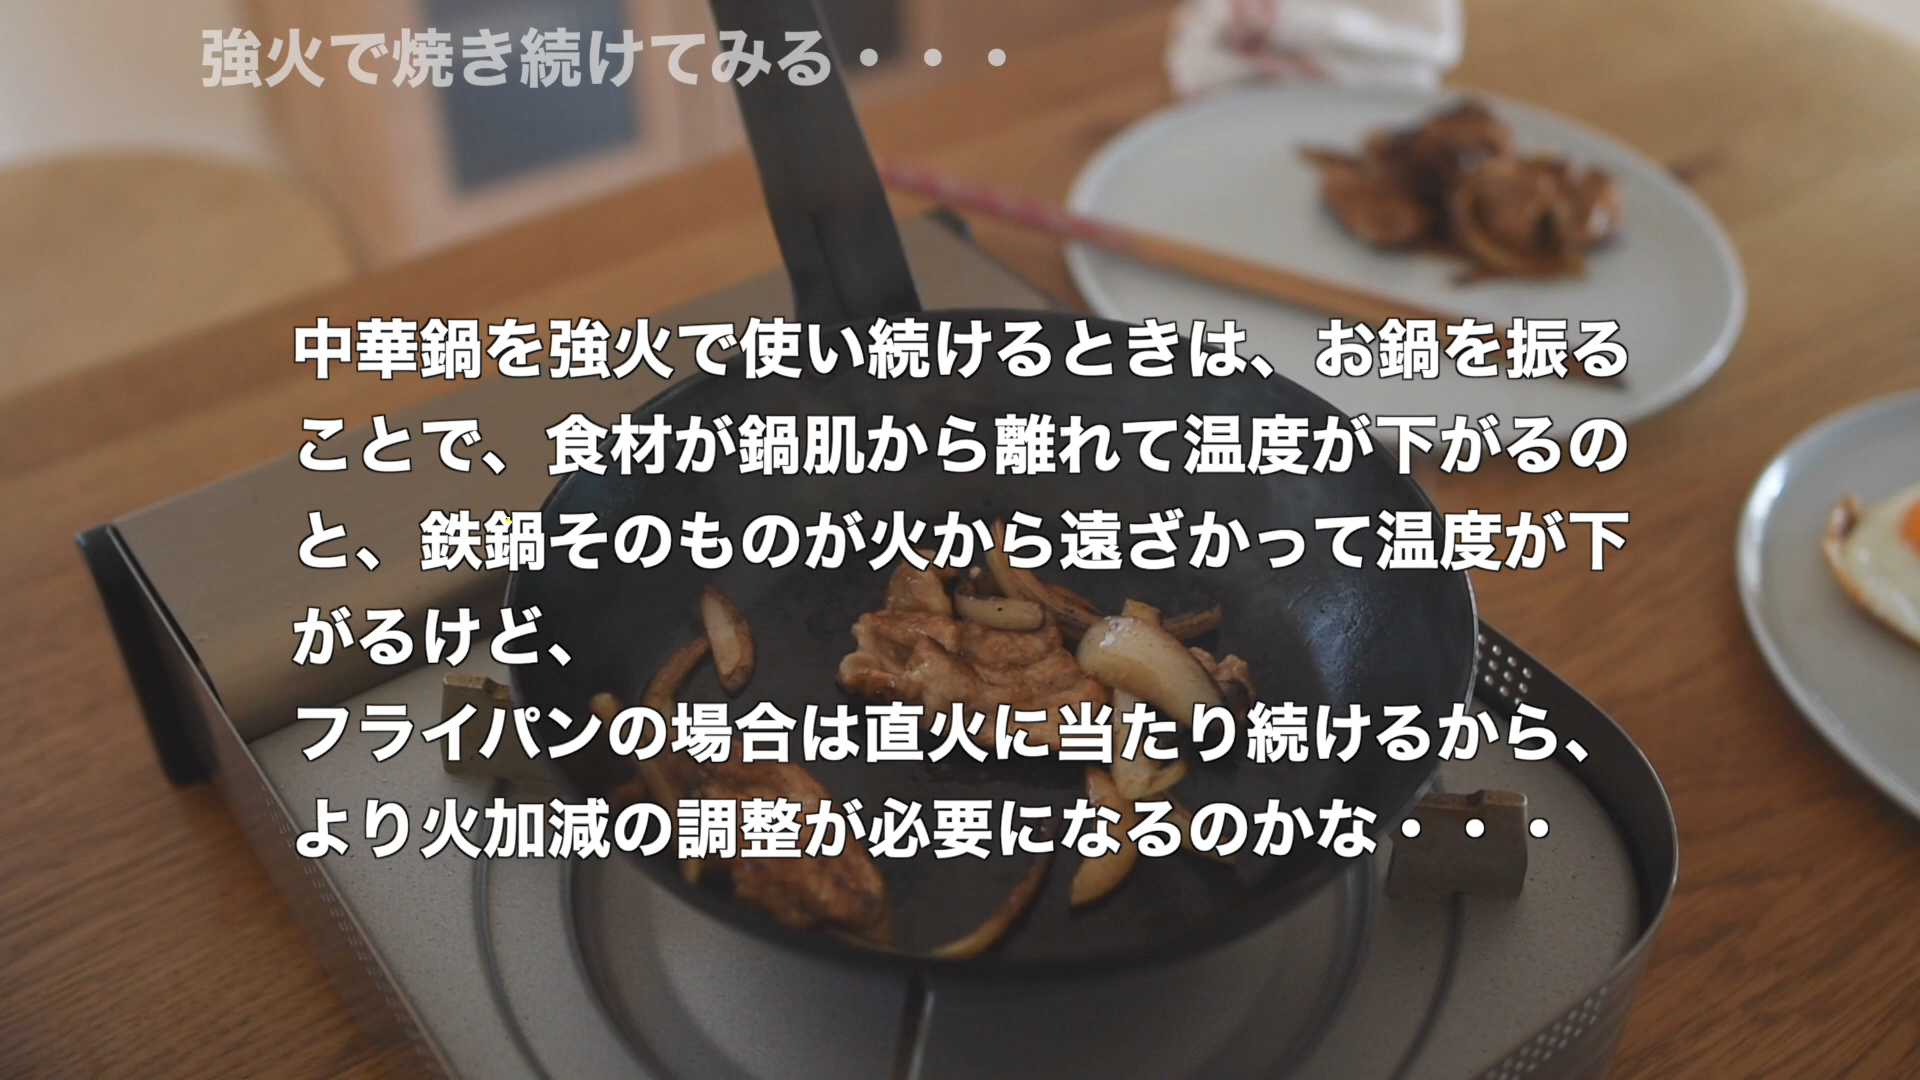 強火で焼き続けてみる・・・
中華鍋を強火で使い続けるときは、お鍋を振る
ことで、食材が鍋肌から離れて温度が下がるの
と、鉄鍋そのものが火から遠ざかって温度が下
がるけど、
フライパンの場合は直火に当たり続けるから、
より火加減の調整が必要になるのかな・・・